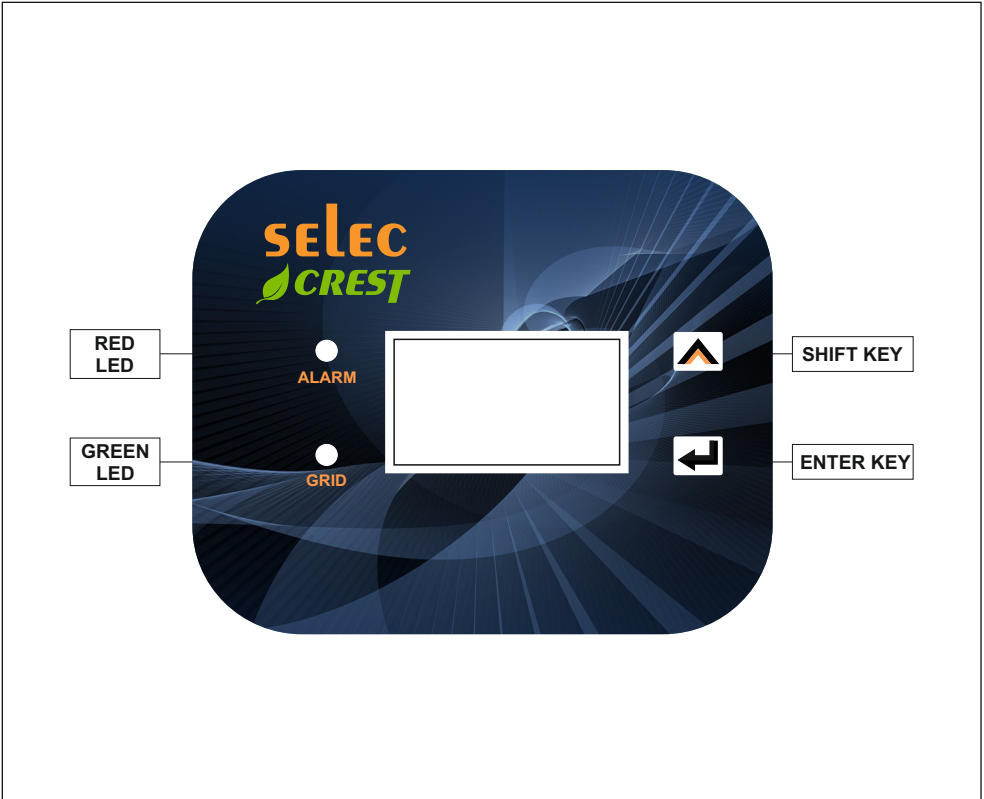 selec
CREST
RED
LED
ALARM
SHIFT KEY
GREEN
LED
GRID
ENTER KEY